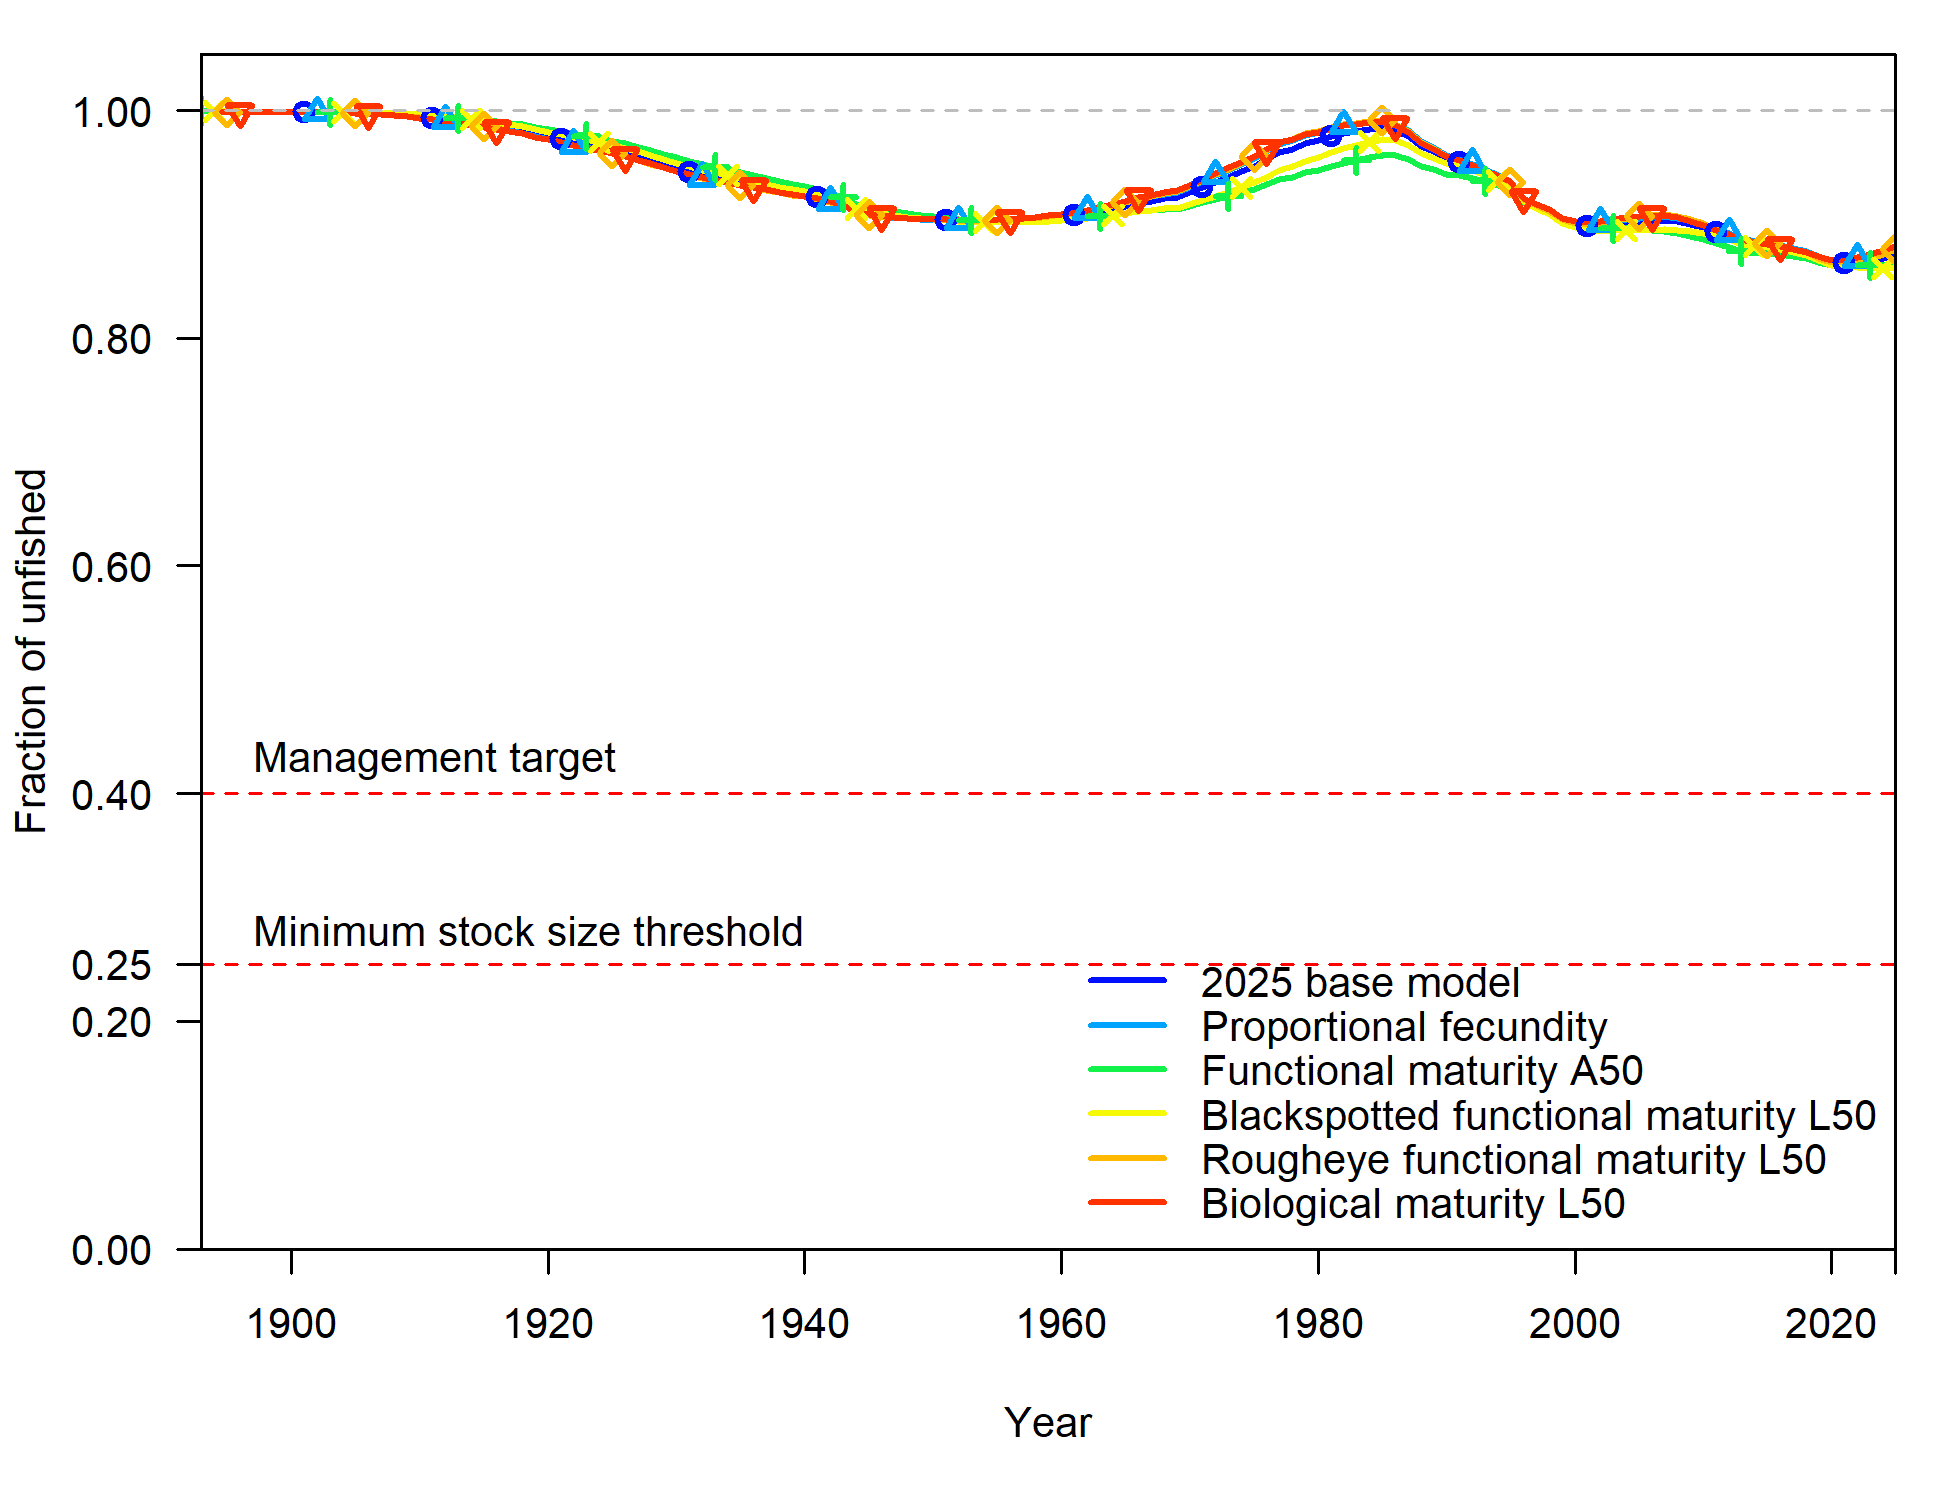 1.00
0.80
0.60
0.40
0.25
0.20
0.00
Fraction of unfished
Management target
Minimum stock size threshold
2025 base model
Proportional fecundity
Functional maturity A50
Blackspotted functional maturity L50
Rougheye functional maturity L50
Biological maturity L50
1900
1920
1940
1960
1980
2000
2020
Year